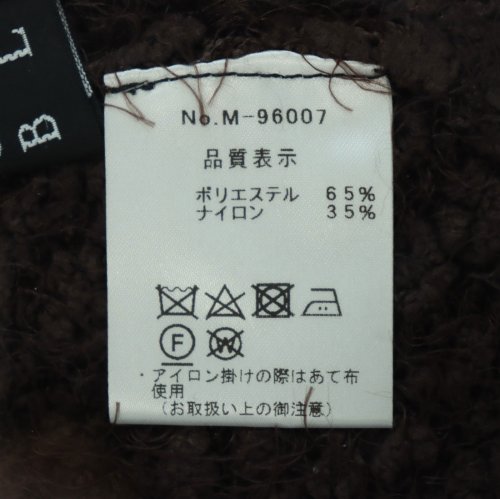 L
B
No.M-96007
品質表示
ポリエステル 65%
ナイロン 35%
F
W
・アイロン掛けの際はあて布
使用
(お取扱い上の御注意)